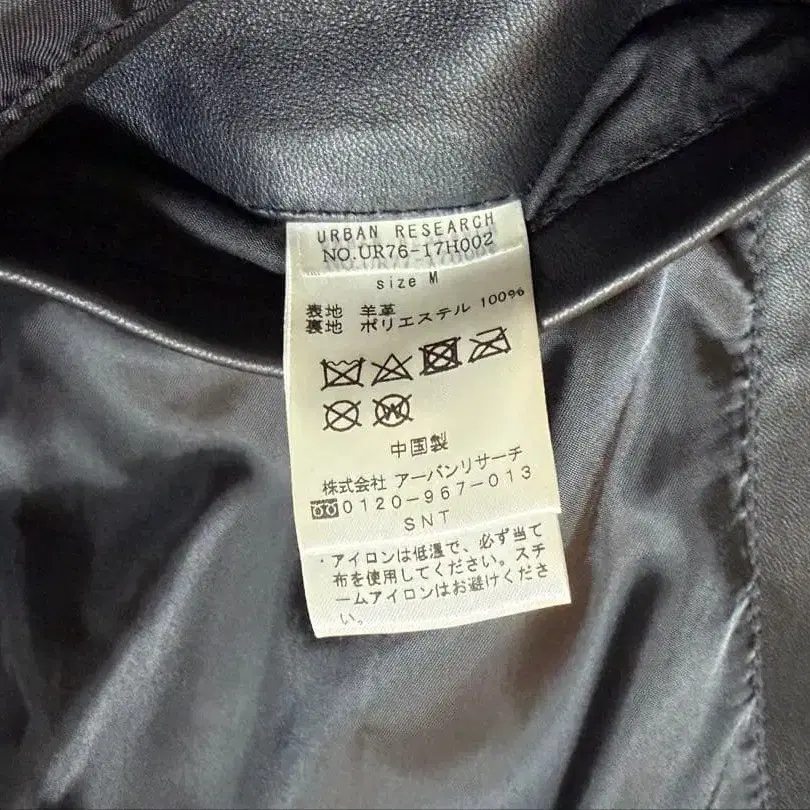 URBAN RESEARCH
NO.UR76-17H002
size M
表地 羊革
裏地 ポリエステル 100%
中国製
株式会社 アーバンリサーチ
0120-967-013
SNT
・アイロンは低温で、必ず当て
布を使用してください。スチ
ームアイロンはお避けくださ
い。